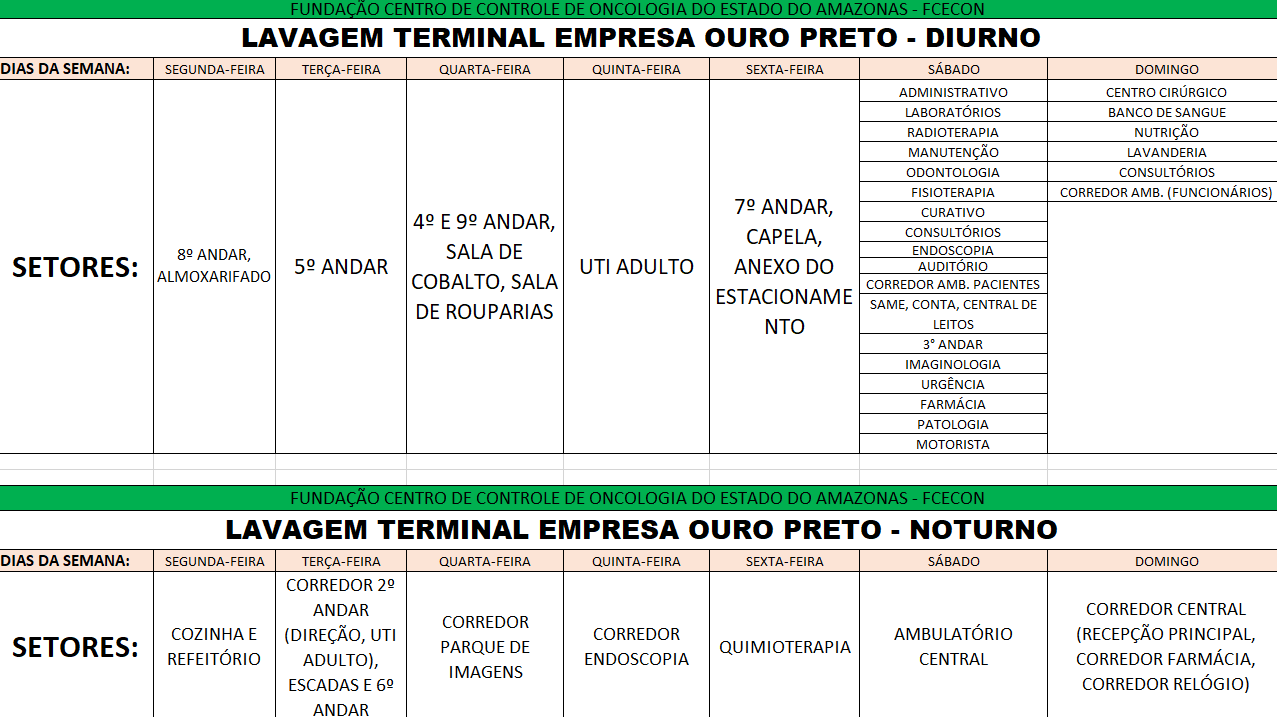 FUNDAÇÃO CENTRO DE CONTROLE DE ONCOLOGIA DO ESTADO DO AMAZONAS - FCECON
LAVAGEM TERMINAL EMPRESA OURO PRETO - DIURNO
DIAS DA SEMANA: SEGUNDA-FEIRA TERÇA-FEIRA QUARTA-FEIRA QUINTA-FEIRA SEXTA-FEIRA SÁBADO DOMINGO
SETORES:
8º ANDAR,
ALMOXARIFADO
5º ANDAR
4º E 9º ANDAR,
SALA DE
COBALTO, SALA
DE ROUPARIAS
UTI ADULTO
7º ANDAR,
CAPELA,
ANEXO DO
ESTACIONAME
NTO
ADMINISTRATIVO
LABORATÓRIOS
RADIOTERAPIA
MANUTENÇÃO
ODONTOLOGIA
FISIOTERAPIA
CURATIVO
CONSULTÓRIOS
ENDOSCOPIA
AUDITÓRIO
CORREDOR AMB. PACIENTES
SAME, CONTA, CENTRAL DE
LEITOS
3° ANDAR
IMAGINOLOGIA
URGÊNCIA
FARMÁCIA
PATOLOGIA
MOTORISTA
CENTRO CIRÚRGICO
BANCO DE SANGUE
NUTRIÇÃO
LAVANDERIA
CONSULTÓRIOS
CORREDOR AMB. (FUNCIONÁRIOS)
FUNDAÇÃO CENTRO DE CONTROLE DE ONCOLOGIA DO ESTADO DO AMAZONAS - FCECON
LAVAGEM TERMINAL EMPRESA OURO PRETO - NOTURNO
DIAS DA SEMANA: SEGUNDA-FEIRA TERÇA-FEIRA QUARTA-FEIRA QUINTA-FEIRA SEXTA-FEIRA SÁBADO DOMINGO
SETORES:
COZINHA E
REFEITÓRIO
CORREDOR 2º
ANDAR
(DIREÇÃO, UTI
ADULTO),
ESCADAS E 6º
ANDAR
CORREDOR
PARQUE DE
IMAGENS
CORREDOR
ENDOSCOPIA
QUIMIOTERAPIA
AMBULATÓRIO
CENTRAL
CORREDOR CENTRAL
(RECEPÇÃO PRINCIPAL,
CORREDOR FARMÁCIA,
CORREDOR RELÓGIO)